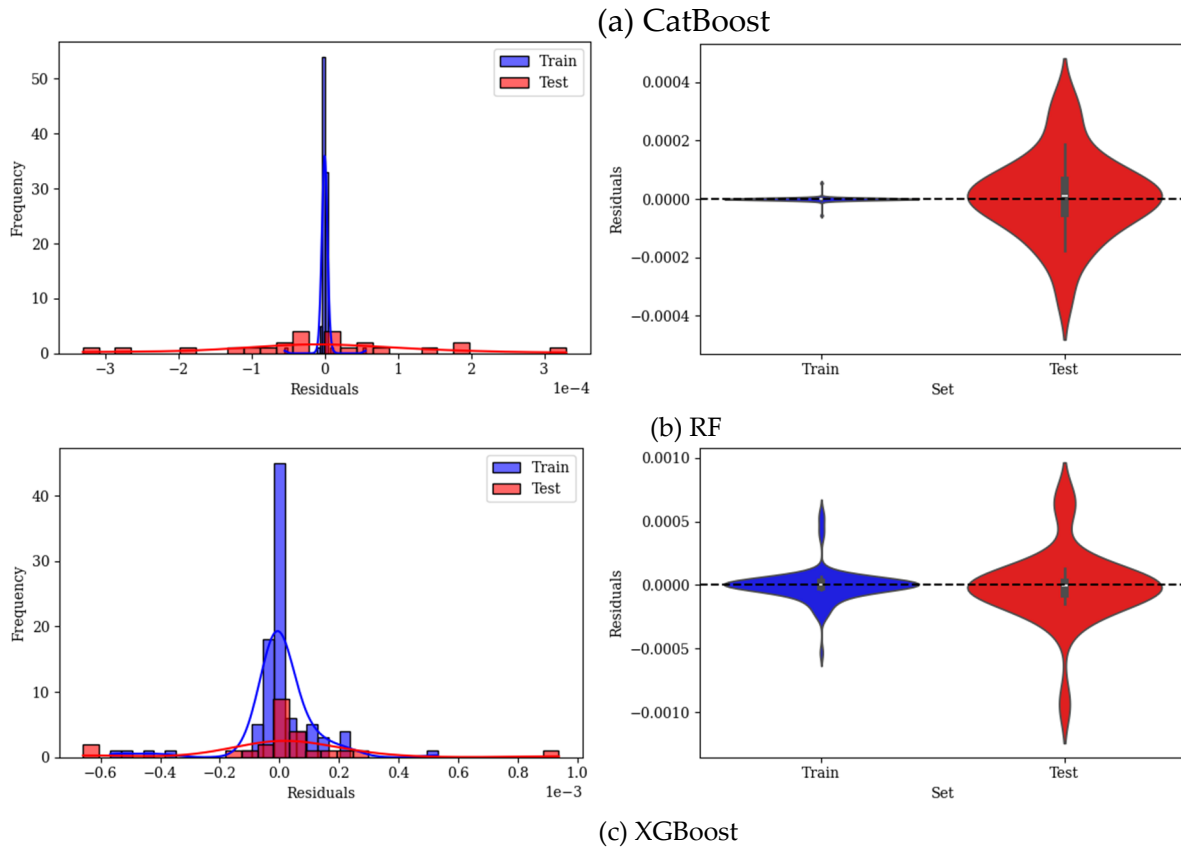 (a) CatBoost
Train
Test
50
40
30
20
10
0
Frequency
−3
−2
−1
0
1
2
3
1e−4
Residuals
0.0004
0.0002
0.0000
−0.0002
−0.0004
Residuals
Train
Test
Set
(b) RF
Train
Test
40
30
20
10
0
Frequency
−0.6
−0.4
−0.2
0.0
0.2
0.4
0.6
0.8
1.0
1e−3
Residuals
0.0010
0.0005
0.0000
−0.0005
−0.0010
Residuals
Train
Test
Set
(c) XGBoost